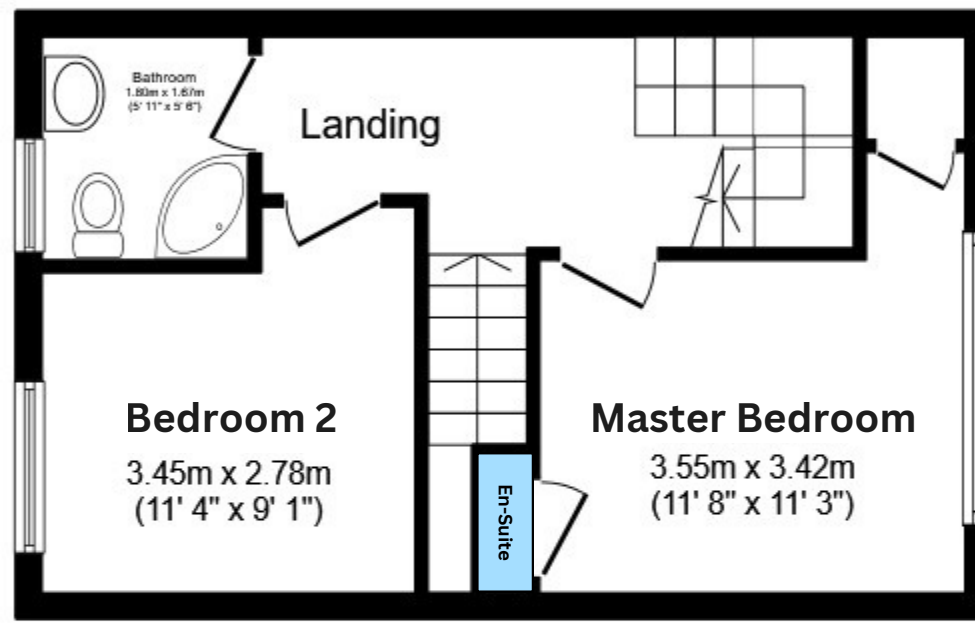 Bathroom
1.80m x 1.67m
(5' 11" x 5' 6")
Landing
Bedroom 2
3.45m x 2.78m
(11' 4" x 9' 1")
Master Bedroom
3.55m x 3.42m
(11' 8" x 11' 3")
En-Suite